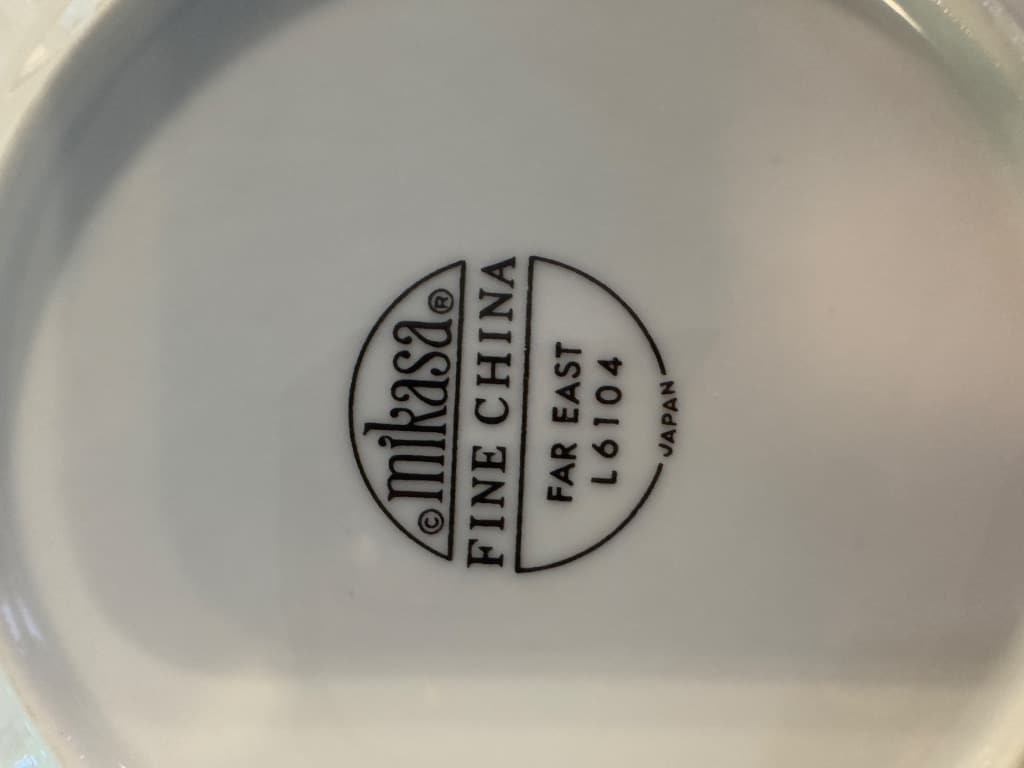 © mikasa ®
FINE CHINA
FAR EAST
L6104
JAPAN